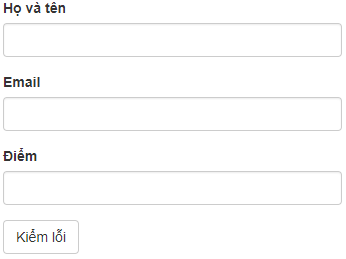 Họ và tên
Email
Điểm
Kiểm lỗi